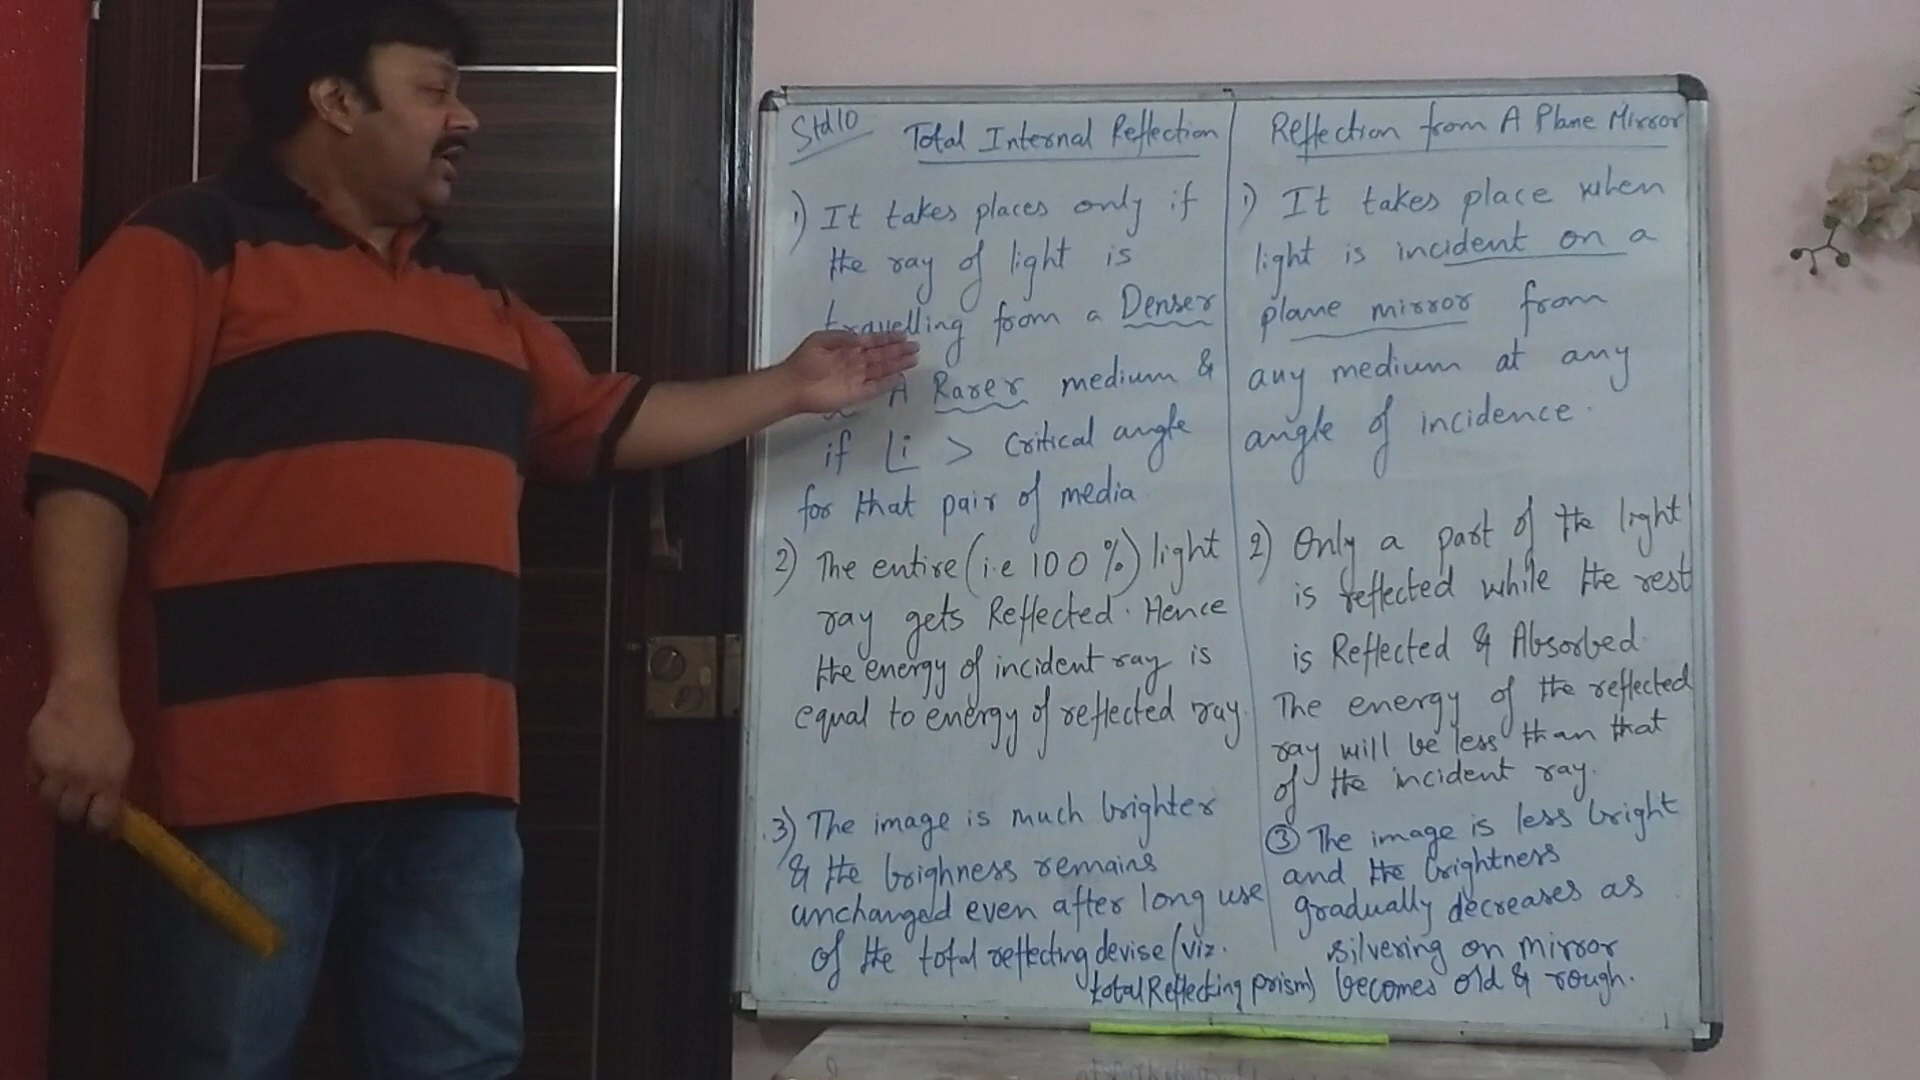 Std 10
Total Internal Reflection
1) It takes places only if
the ray of light is
travelling from a Denser
A Rarer medium &
if ∠i > Critical angle
for that pair of media
2) The entire (i.e 100%) light
ray gets Reflected. Hence
the energy of incident ray is
equal to energy of reflected ray.
3) The image is much brighter
& the brighness remains
unchanged even after long use
of the total reflecting devise (viz.
total Reflecting prism)
Reflection from A Plane Mirror
1) It takes place when
light is incident on a
plane mirror from
any medium at any
angle of incidence.
2) Only a part of the light
is reflected while the rest
is Reflected & Absorbed.
The energy of the reflected
ray will be less than that
of the incident ray.
③ The image is less bright
and the brightness
gradually decreases as
silvering on mirror
becomes old & rough.